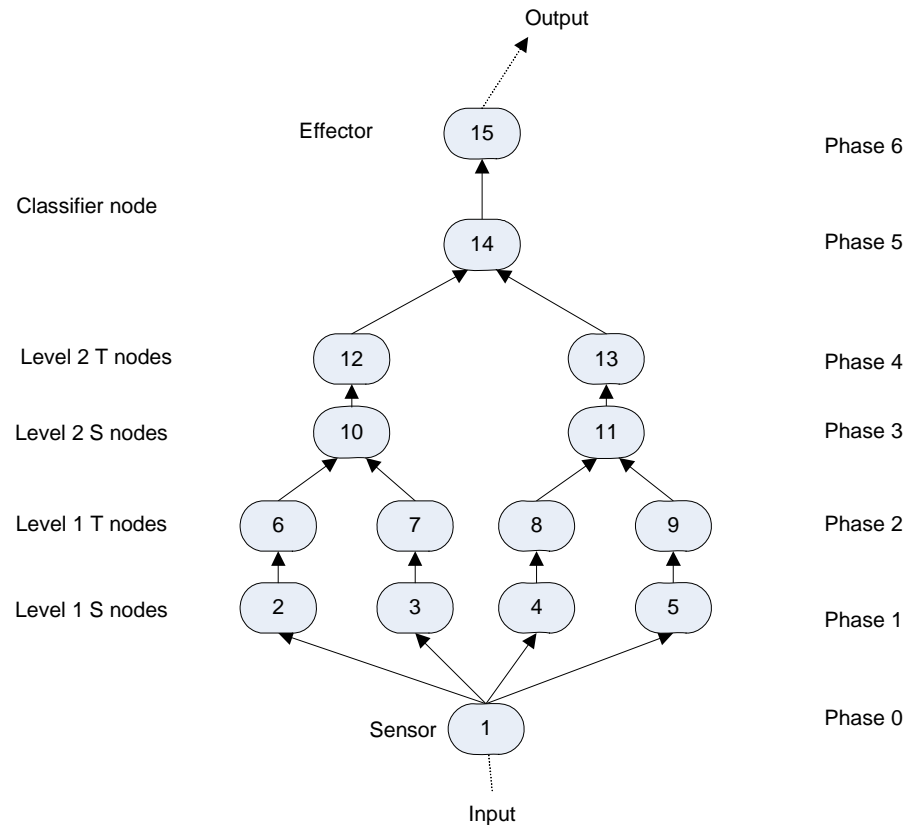 Output
Effector
15
Phase 6
Classifier node
14
Phase 5
Level 2 T nodes
12
13
Phase 4
Level 2 S nodes
10
11
Phase 3
Level 1 T nodes
6
7
8
9
Phase 2
Level 1 S nodes
2
3
4
5
Phase 1
Sensor
1
Phase 0
Input